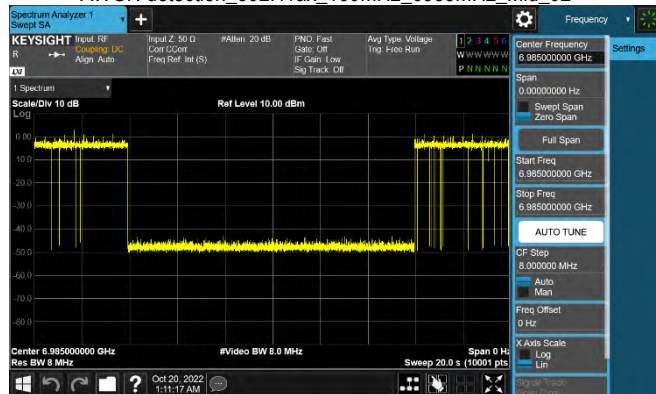 Spectrum Analyzer 1
Swept SA
Frequency
KEYSIGHT Input: RF
Input Z: 50 Ω
#Atten: 20 dB
PNO: Fast
Avg Type: Voltage
1 2 3 4 5 6
R
Coupling: DC
Corr CCorr
Gate: Off
Trig: Free Run
W W W W W W
Align: Auto
Freq Ref: Int (S)
IF Gain: Low
P N N N N N
Sig Track: Off
LXI
1 Spectrum
Scale/Div 10 dB
Ref Level 10.00 dBm
Log
0.00
-10.0
-20.0
-30.0
-40.0
-50.0
-60.0
-70.0
-80.0
Center 6.985000000 GHz
#Video BW 8.0 MHz
Span 0 Hz
Res BW 8 MHz
Sweep 20.0 s (10001 pts
Center Frequency
6.985000000 GHz
Settings
Span
0.00000000 Hz
Swept Span
Zero Span
Full Span
Start Freq
6.985000000 GHz
Stop Freq
6.985000000 GHz
AUTO TUNE
CF Step
8.000000 MHz
Auto
Man
Freq Offset
0 Hz
X Axis Scale
Log
Lin
Signal Track
Oct 20, 2022
1:11:17 AM